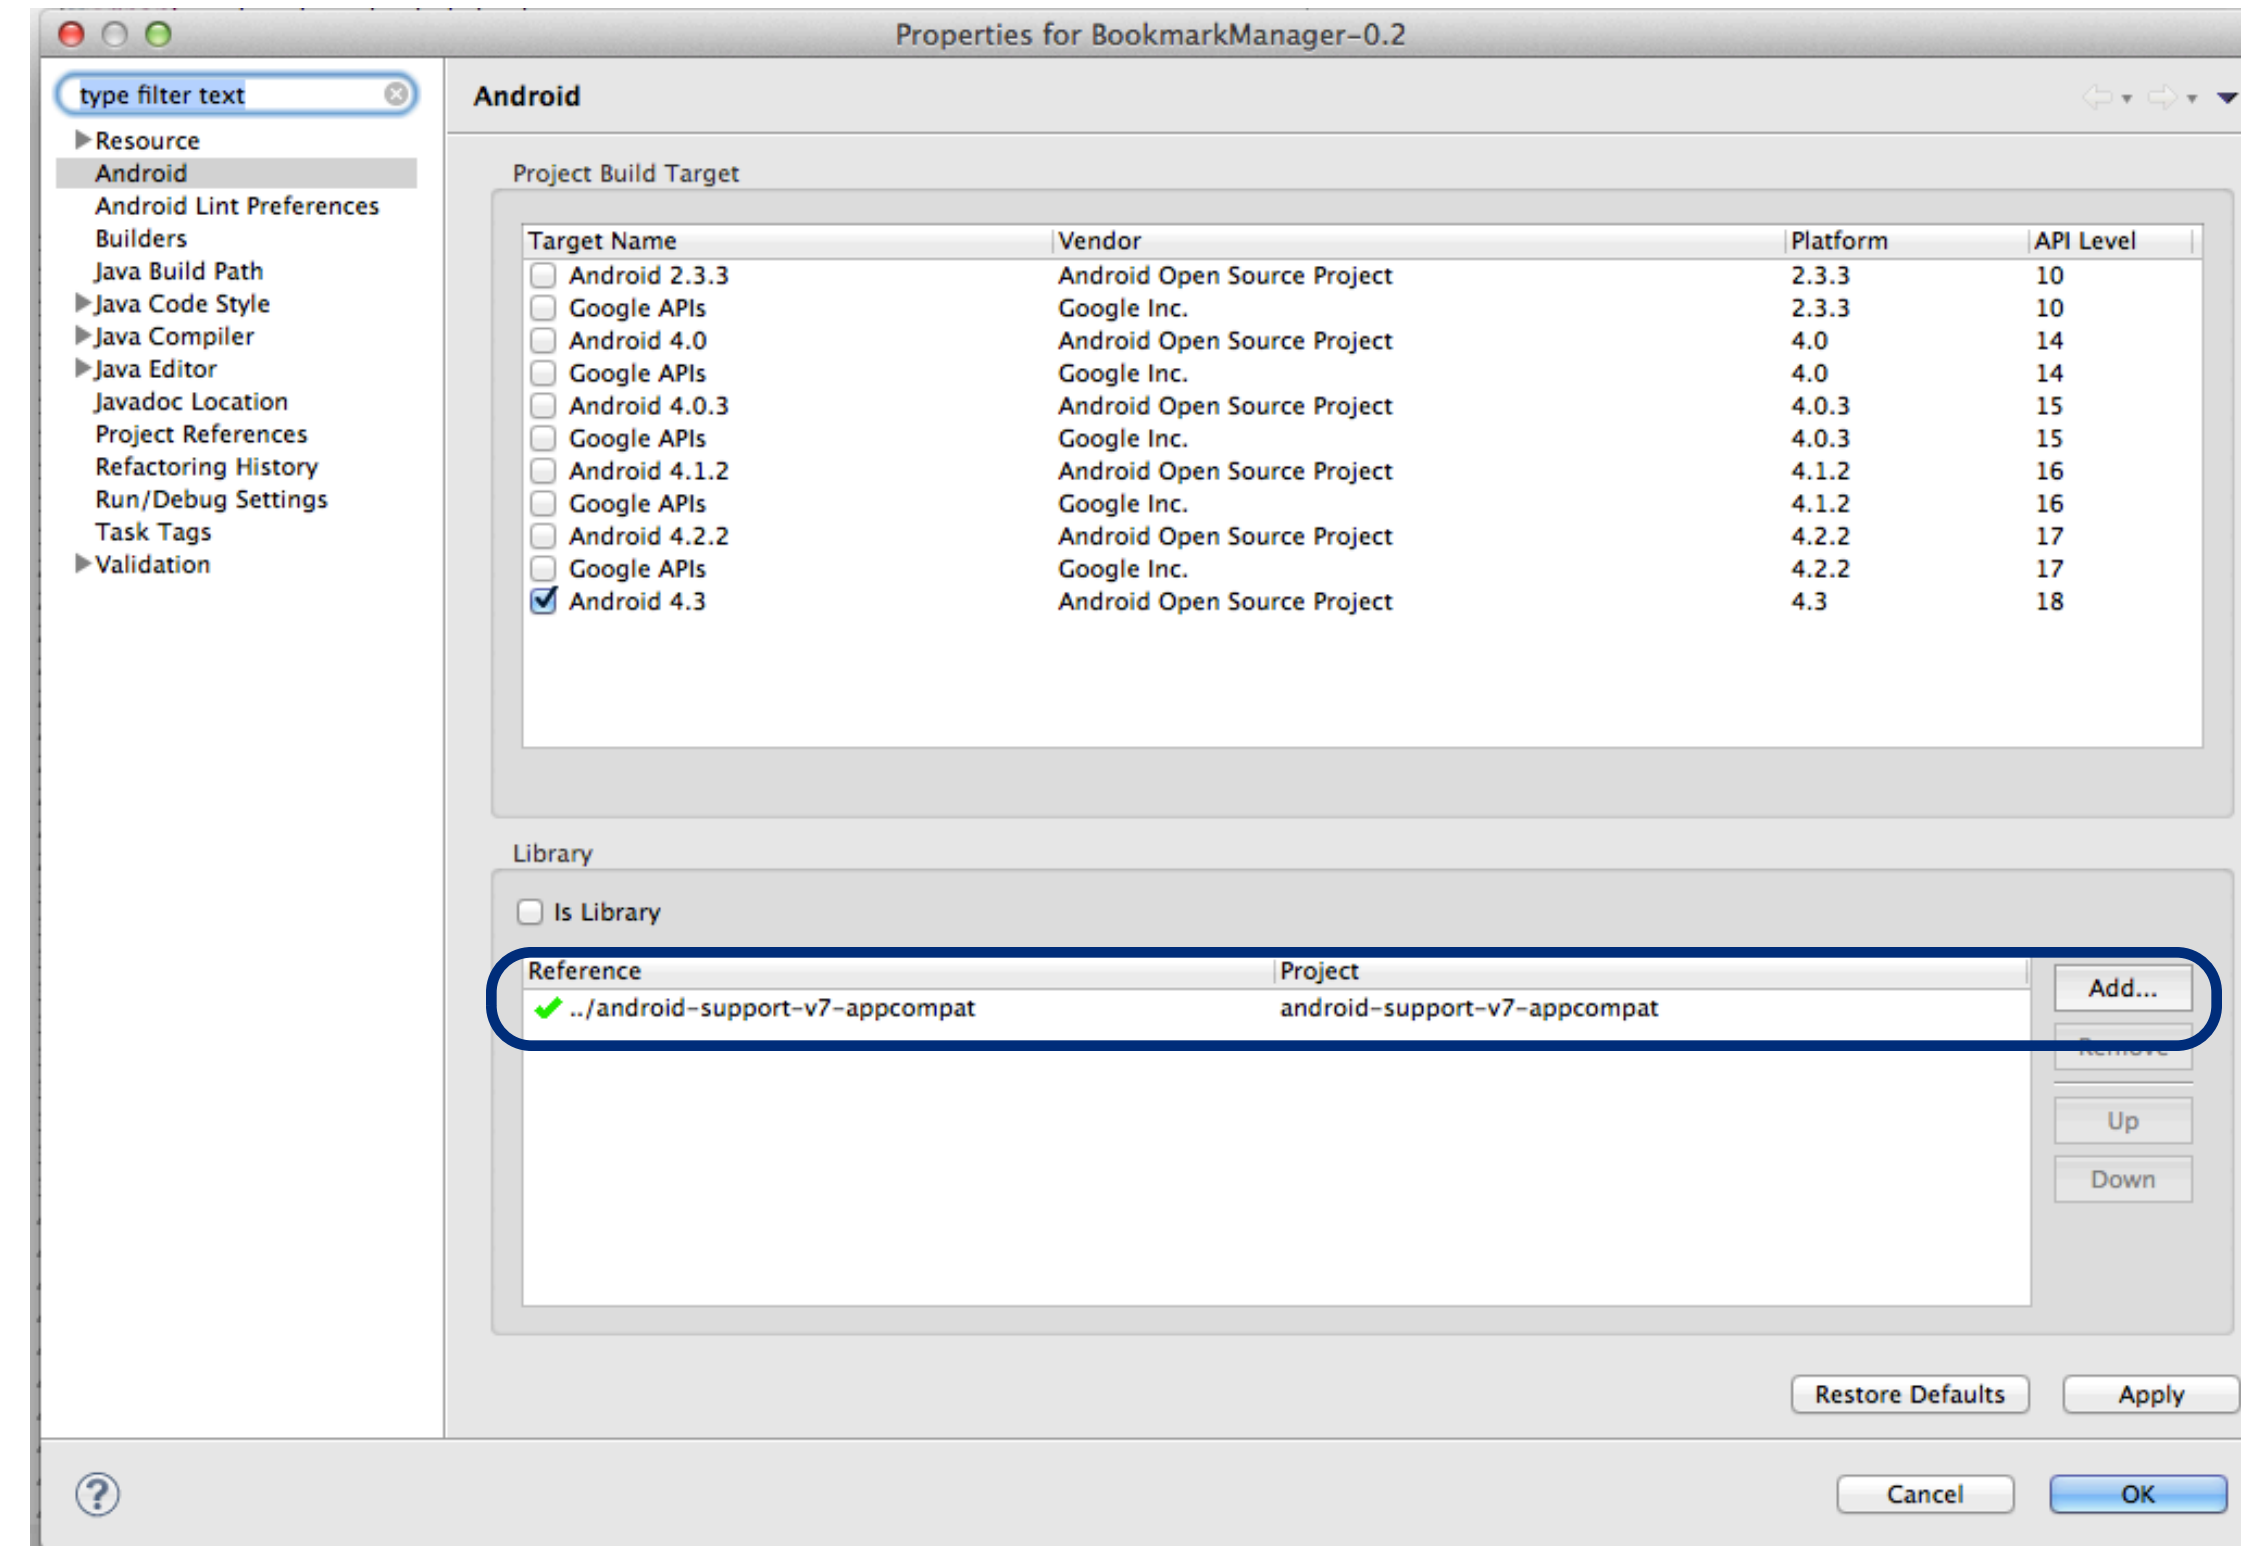 Properties for BookmarkManager-0.2
type filter text
Resource
Android
Android Lint Preferences
Builders
Java Build Path
Java Code Style
Java Compiler
Java Editor
Javadoc Location
Project References
Refactoring History
Run/Debug Settings
Task Tags
Validation
Android
Project Build Target
Target Name Vendor Platform API Level
Android 2.3.3 Android Open Source Project 2.3.3 10
Google APIs Google Inc. 2.3.3 10
Android 4.0 Android Open Source Project 4.0 14
Google APIs Google Inc. 4.0 14
Android 4.0.3 Android Open Source Project 4.0.3 15
Google APIs Google Inc. 4.0.3 15
Android 4.1.2 Android Open Source Project 4.1.2 16
Google APIs Google Inc. 4.1.2 16
Android 4.2.2 Android Open Source Project 4.2.2 17
Google APIs Google Inc. 4.2.2 17
Android 4.3 Android Open Source Project 4.3 18
Library
Is Library
Reference Project
../android-support-v7-appcompat android-support-v7-appcompat
Add...
Remove
Up
Down
Restore Defaults Apply
? Cancel OK